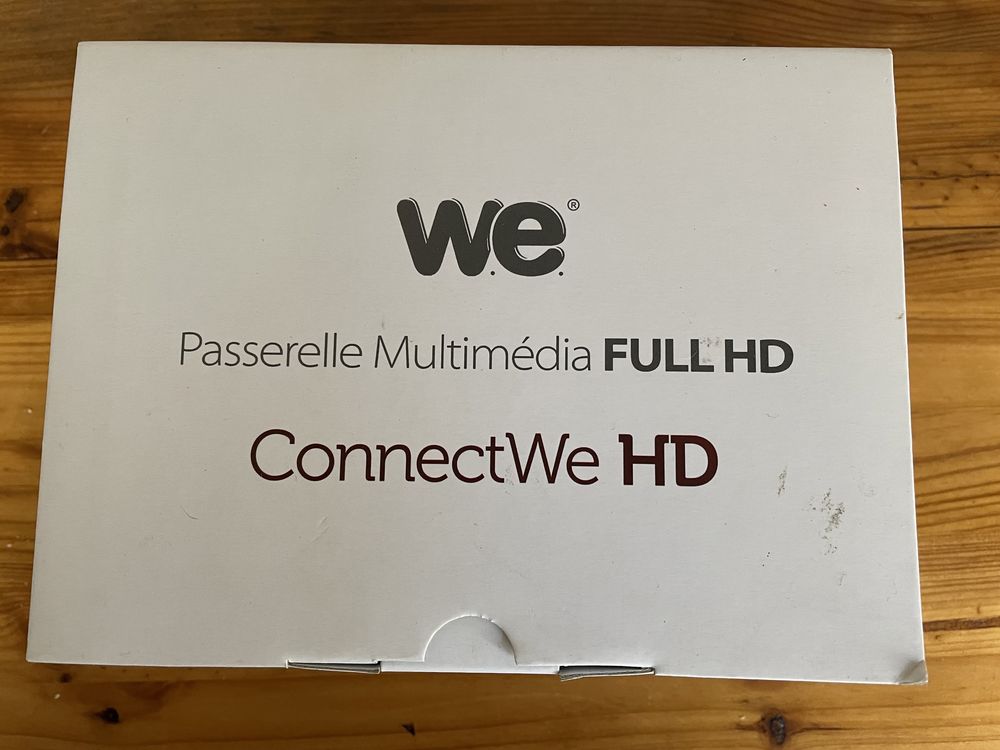 w.e.®
Passerelle Multimédia FULL HD
ConnectWe HD